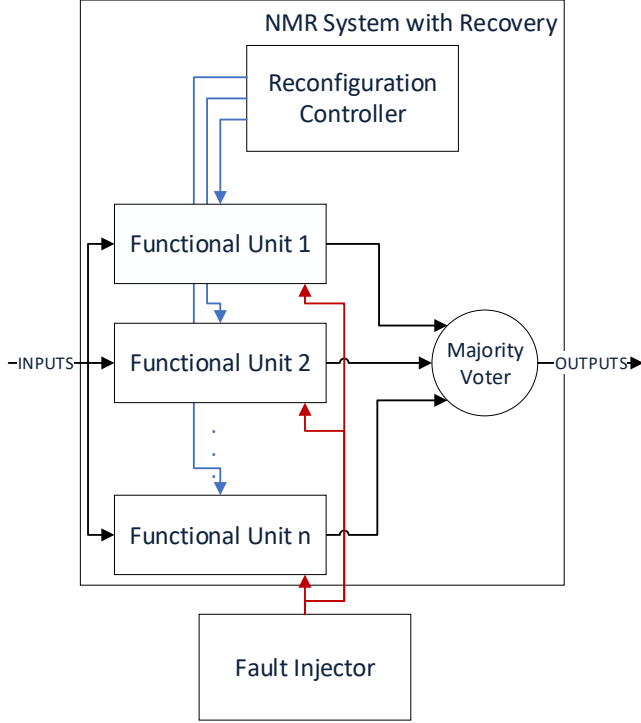 NMR System with Recovery
Reconfiguration
Controller
Functional Unit 1
Functional Unit 2
INPUTS
Majority
Voter
OUTPUTS
.
.
.
Functional Unit n
Fault Injector